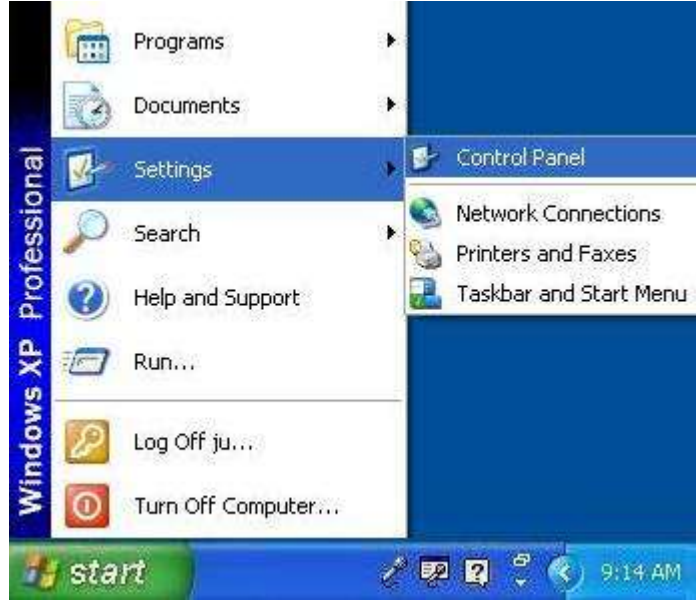 Programs
Documents
Settings
Search
Help and Support
Run...
Log Off ju...
Turn Off Computer...
Windows XP Professional
Control Panel
Network Connections
Printers and Faxes
Taskbar and Start Menu
start
9:14 AM